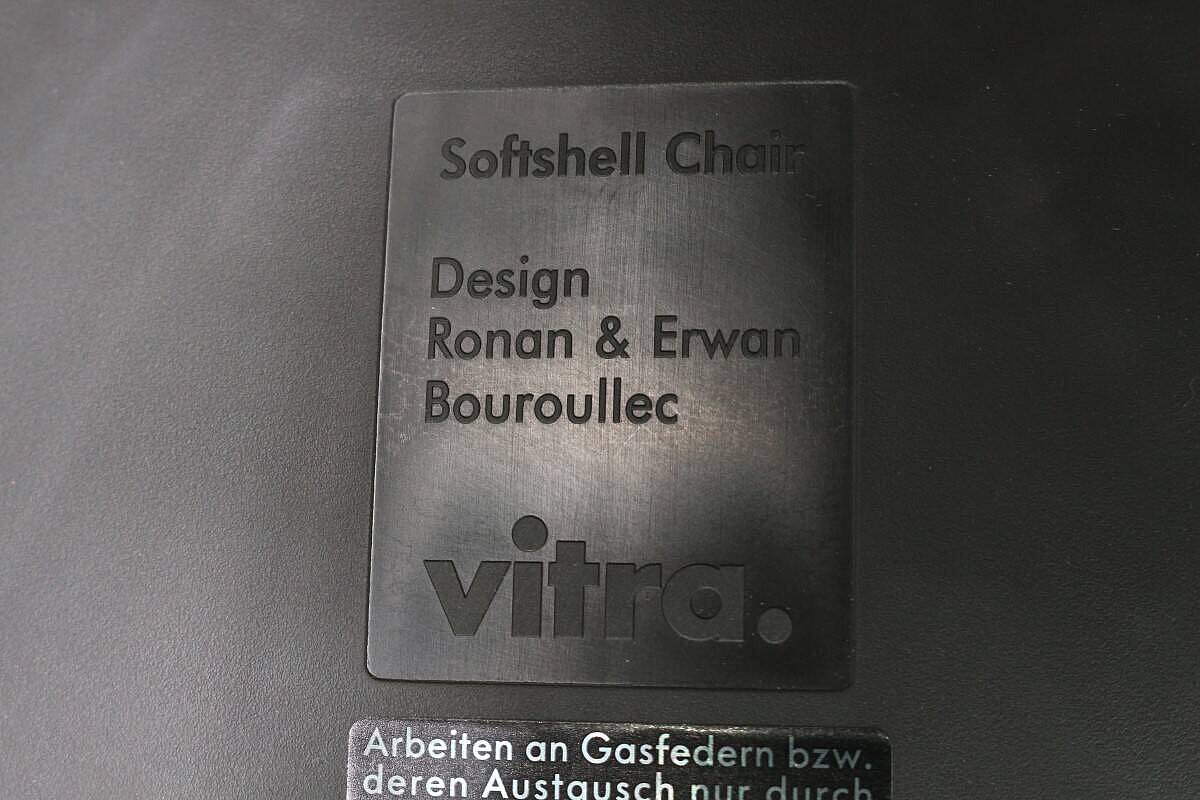 Softshell Chair
Design
Ronan & Erwan
Bouroullec
vitra.
Arbeiten an Gasfedern bzw.
deren Austausch nur durch